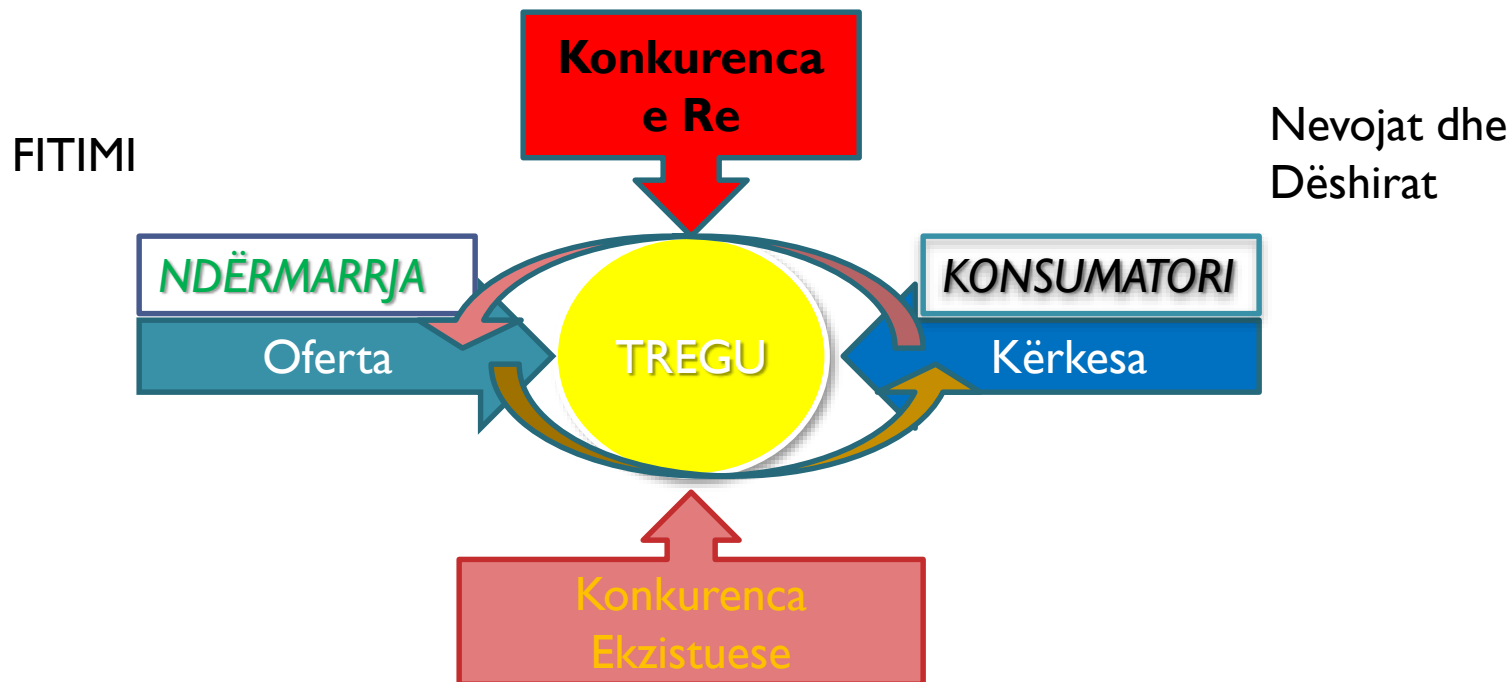 Konkurenca
e Re
FITIMI
Nevojat dhe
Dëshirat
NDËRMARRJA
KONSUMATORI
Oferta
TREGU
Kërkesa
Konkurenca
Ekzistuese